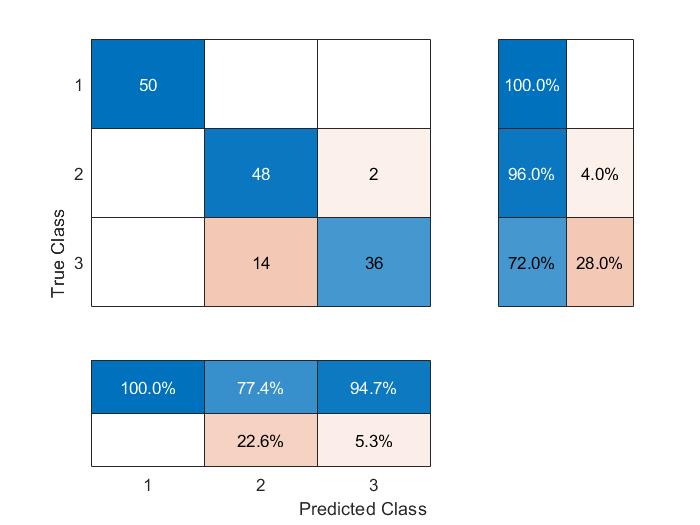 1 50 100.0%
2 48 2 96.0% 4.0%
3 14 36 72.0% 28.0%
True Class
100.0% 77.4% 94.7%
22.6% 5.3%
1 2 3
Predicted Class